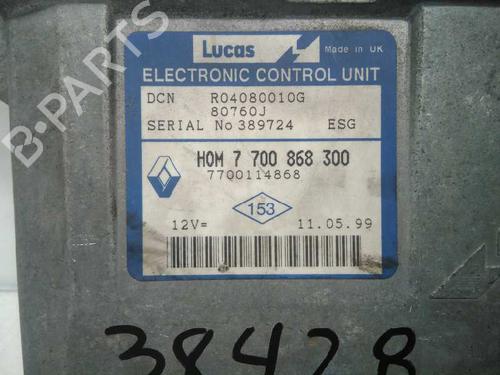 Lucas
Made in UK
ELECTRONIC CONTROL UNIT
DCN R04080010G
80760J
SERIAL No 389724 ESG
HOM 7 700 868 300
7700114868
153
12V= 11.05.99
38428
B-PARTS